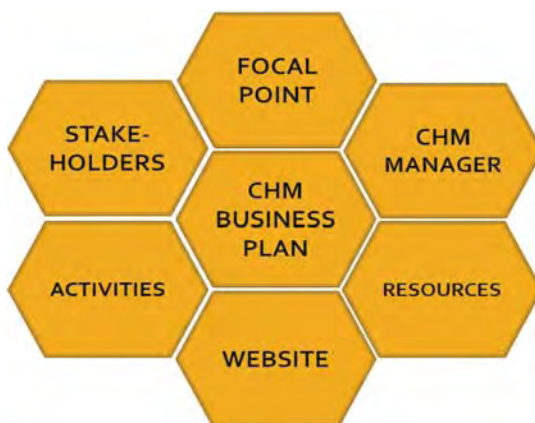 FOCAL
POINT
STAKE-
HOLDERS
CHM
MANAGER
CHM
BUSINESS
PLAN
ACTIVITIES
RESOURCES
WEBSITE